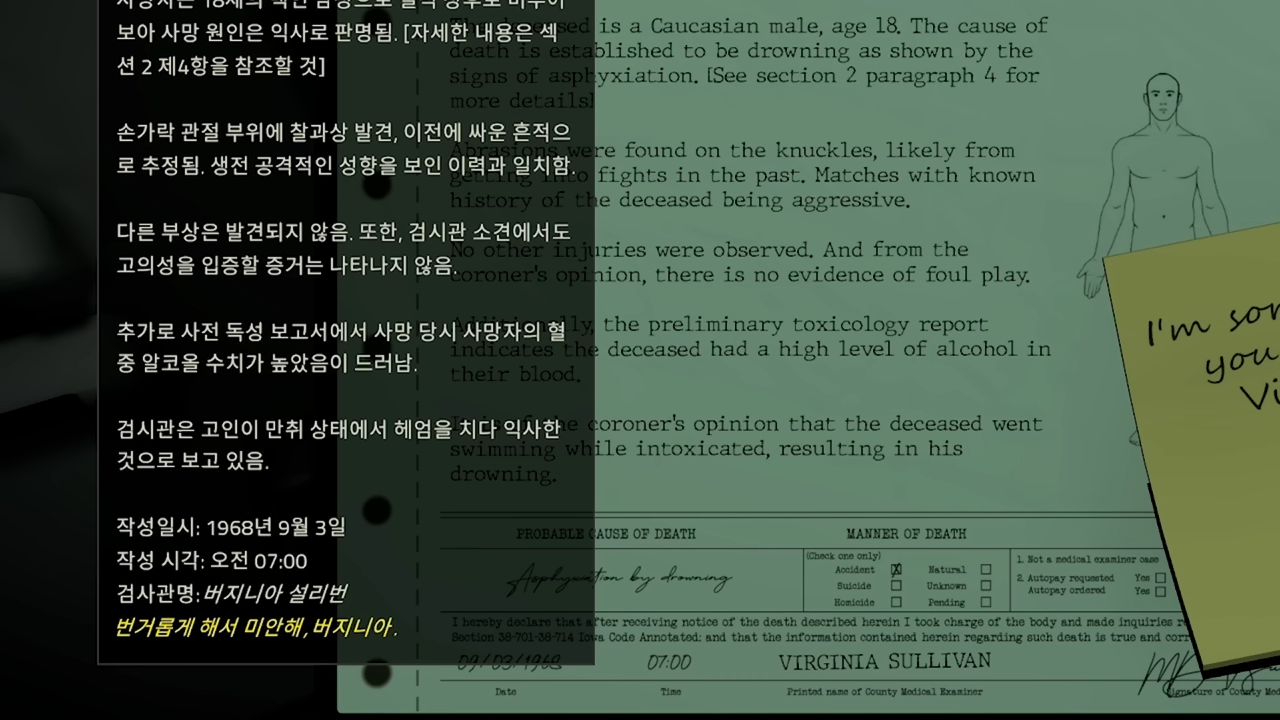 보아 사망 원인은 익사로 판명됨. [자세한 내용은 섹
션 2 제4항을 참조할 것]
손가락 관절 부위에 찰과상 발견, 이전에 싸운 흔적으
로 추정됨. 생전 공격적인 성향을 보인 이력과 일치함.
다른 부상은 발견되지 않음. 또한, 검시관 소견에서도
고의성을 입증할 증거는 나타나지 않음.
추가로 사전 독성 보고서에서 사망 당시 사망자의 혈
중 알코올 수치가 높았음이 드러남.
검시관은 고인이 만취 상태에서 헤엄을 치다 익사한
것으로 보고 있음.
작성일시: 1968년 9월 3일
작성 시각: 오전 07:00
검사관명: 버지니아 설리번
번거롭게 해서 미안해, 버지니아.
The deceased is a Caucasian male, age 18. The cause of
death is established to be drowning as shown by the
signs of asphyxiation. [See section 2 paragraph 4 for
more details]
Abrasions were found on the knuckles, likely from
getting into fights in the past. Matches with known
history of the deceased being aggressive.
No other injuries were observed. And from the
coroner's opinion, there is no evidence of foul play.
Additionally, the preliminary toxicology report
indicates the deceased had a high level of alcohol in
their blood.
It is of the coroner's opinion that the deceased went
swimming while intoxicated, resulting in his
drowning.
PROBABLE CAUSE OF DEATH
Asphyxiation by drowning
MANNER OF DEATH
(Check one only)
Accident X Natural
Suicide Unknown
Homicide Pending
1. Not a medical examiner case
2. Autopay requested Yes
Autopay ordered Yes
I hereby declare that after receiving notice of the death described herein I took charge of the body and made inquiries
Section 38-701-38-714 Iowa Code Annotated: and that the information contained herein regarding such death is true and
09/03/1968 07:00 VIRGINIA SULLIVAN
Date Time Printed name of County Medical Examiner Signature of County
I'm
you